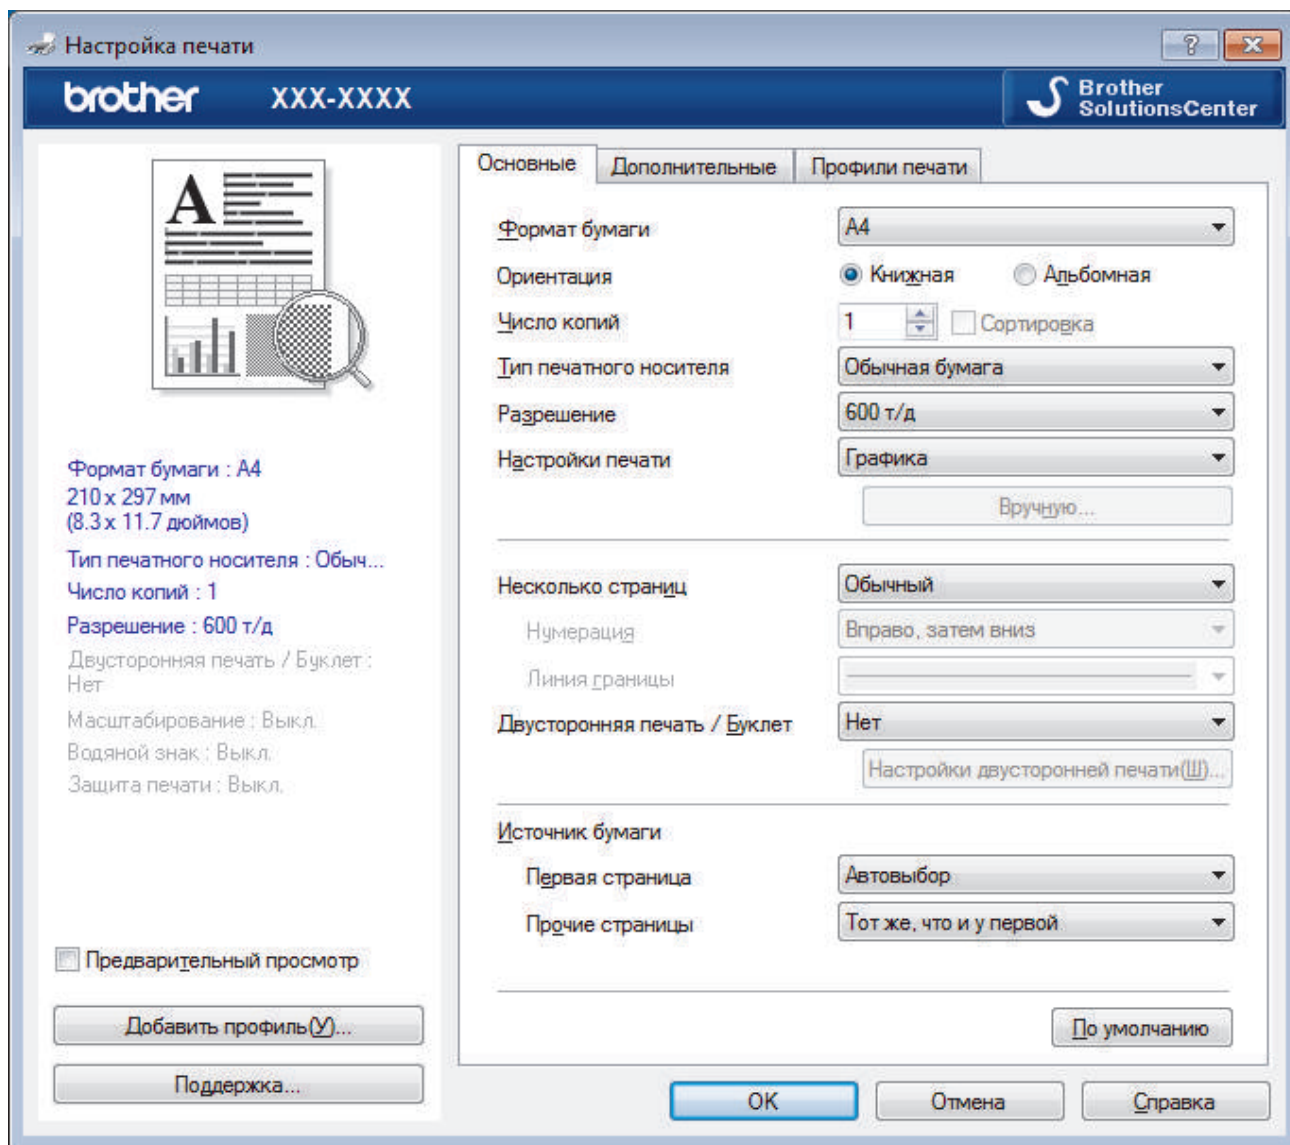 Настройка печати
brother XXX-XXXX
Brother
SolutionsCenter
A
Формат бумаги : A4
210 x 297 мм
(8.3 x 11.7 дюймов)
Тип печатного носителя : Обыч...
Число копий : 1
Разрешение : 600 т/д
Двусторонняя печать / Буклет :
Нет
Масштабирование : Выкл.
Водяной знак : Выкл.
Защита печати : Выкл.
Предварительный просмотр
Добавить профиль(У)...
Поддержка...
Основные Дополнительные Профили печати
Формат бумаги A4
Ориентация Книжная Альбомная
Число копий 1 Сортировка
Тип печатного носителя Обычная бумага
Разрешение 600 т/д
Настройки печати Графика
Вручную...
Несколько страниц Обычный
Нумерация Вправо, затем вниз
Линия границы
Двусторонняя печать / Буклет Нет
Настройки двусторонней печати(Ш)...
Источник бумаги
Первая страница Автовыбор
Прочие страницы Тот же, что и у первой
По умолчанию
OK Отмена Справка